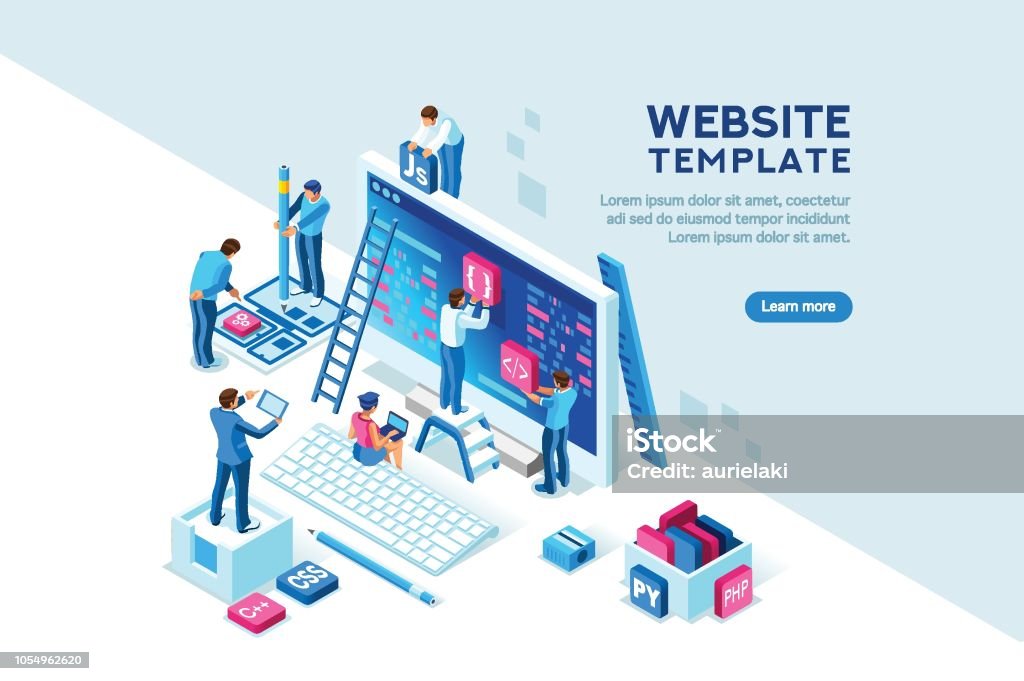 WEBSITE
TEMPLATE
Lorem ipsum dolor sit amet, coectetur
adi sed do eiusmod tempor incididunt
Lorem ipsum dolor sit amet.
Learn more
JS
{ }
</>
iStock™
Credit: aurielaki
CSS
C++
PY
PHP
1054962620